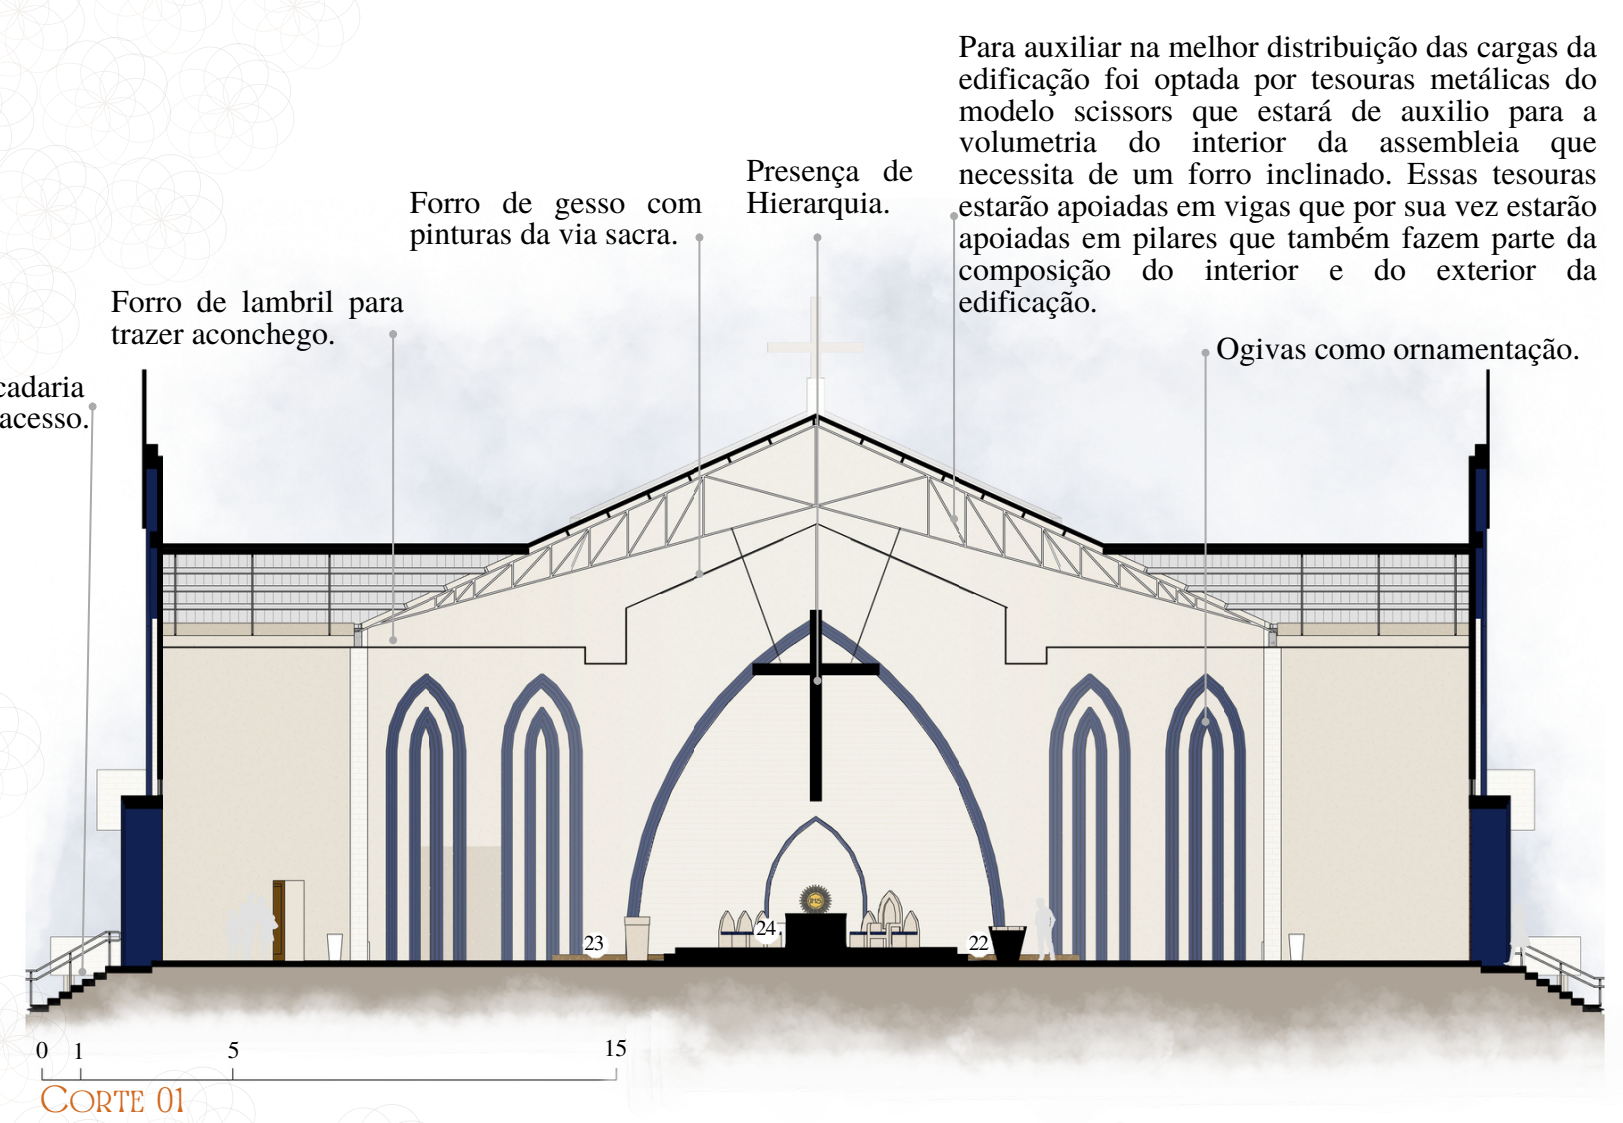 Para auxiliar na melhor distribuição das cargas da
edificação foi optada por tesouras metálicas do
modelo scissors que estará de auxilio para a
volumetria do interior da assembleia que
necessita de um forro inclinado. Essas tesouras
estarão apoiadas em vigas que por sua vez estarão
apoiadas em pilares que também fazem parte da
composição do interior e do exterior da
edificação.
Presença de
Hierarquia.
Forro de gesso com
pinturas da via sacra.
Forro de lambril para
trazer aconchego.
Ogivas como ornamentação.
cadaria
acesso.
23
24
22
0 1 5 15
CORTE 01